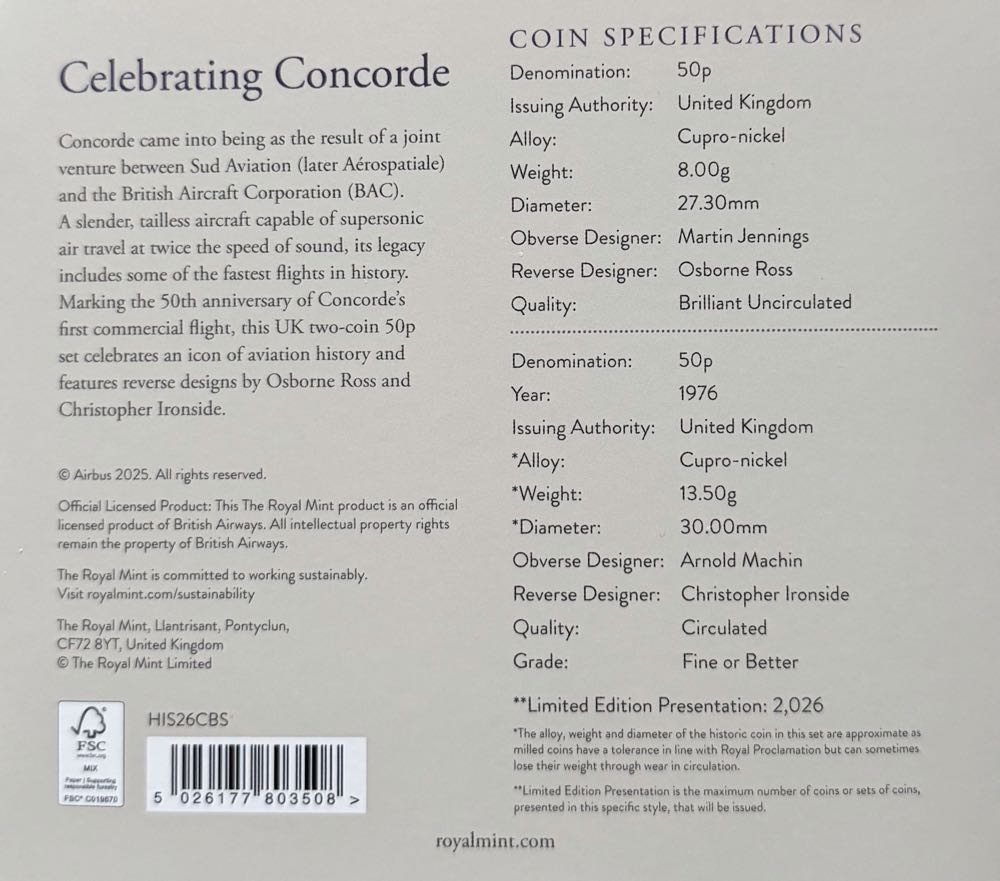 Celebrating Concorde
Concorde came into being as the result of a joint
venture between Sud Aviation (later Aérospatiale)
and the British Aircraft Corporation (BAC).
A slender, tailless aircraft capable of supersonic
air travel at twice the speed of sound, its legacy
includes some of the fastest flights in history.
Marking the 50th anniversary of Concorde's
first commercial flight, this UK two-coin 50p
set celebrates an icon of aviation history and
features reverse designs by Osborne Ross and
Christopher Ironside.
© Airbus 2025. All rights reserved.
Official Licensed Product: This The Royal Mint product is an official
licensed product of British Airways. All intellectual property rights
remain the property of British Airways.
The Royal Mint is committed to working sustainably.
Visit royalmint.com/sustainability
The Royal Mint, Llantrisant, Pontyclun,
CF72 8YT, United Kingdom
© The Royal Mint Limited
FSC
www.fsc.org
MIX
Paper | Supporting
responsible forestry
FSC® C019670
HIS26CBS
5 026177 803508 >
COIN SPECIFICATIONS
Denomination: 50p
Issuing Authority: United Kingdom
Alloy: Cupro-nickel
Weight: 8.00g
Diameter: 27.30mm
Obverse Designer: Martin Jennings
Reverse Designer: Osborne Ross
Quality: Brilliant Uncirculated
Denomination: 50p
Year: 1976
Issuing Authority: United Kingdom
*Alloy: Cupro-nickel
*Weight: 13.50g
*Diameter: 30.00mm
Obverse Designer: Arnold Machin
Reverse Designer: Christopher Ironside
Quality: Circulated
Grade: Fine or Better
**Limited Edition Presentation: 2,026
*The alloy, weight and diameter of the historic coin in this set are approximate as
milled coins have a tolerance in line with Royal Proclamation but can sometimes
lose their weight through wear in circulation.
**Limited Edition Presentation is the maximum number of coins or sets of coins,
presented in this specific style, that will be issued.
royalmint.com